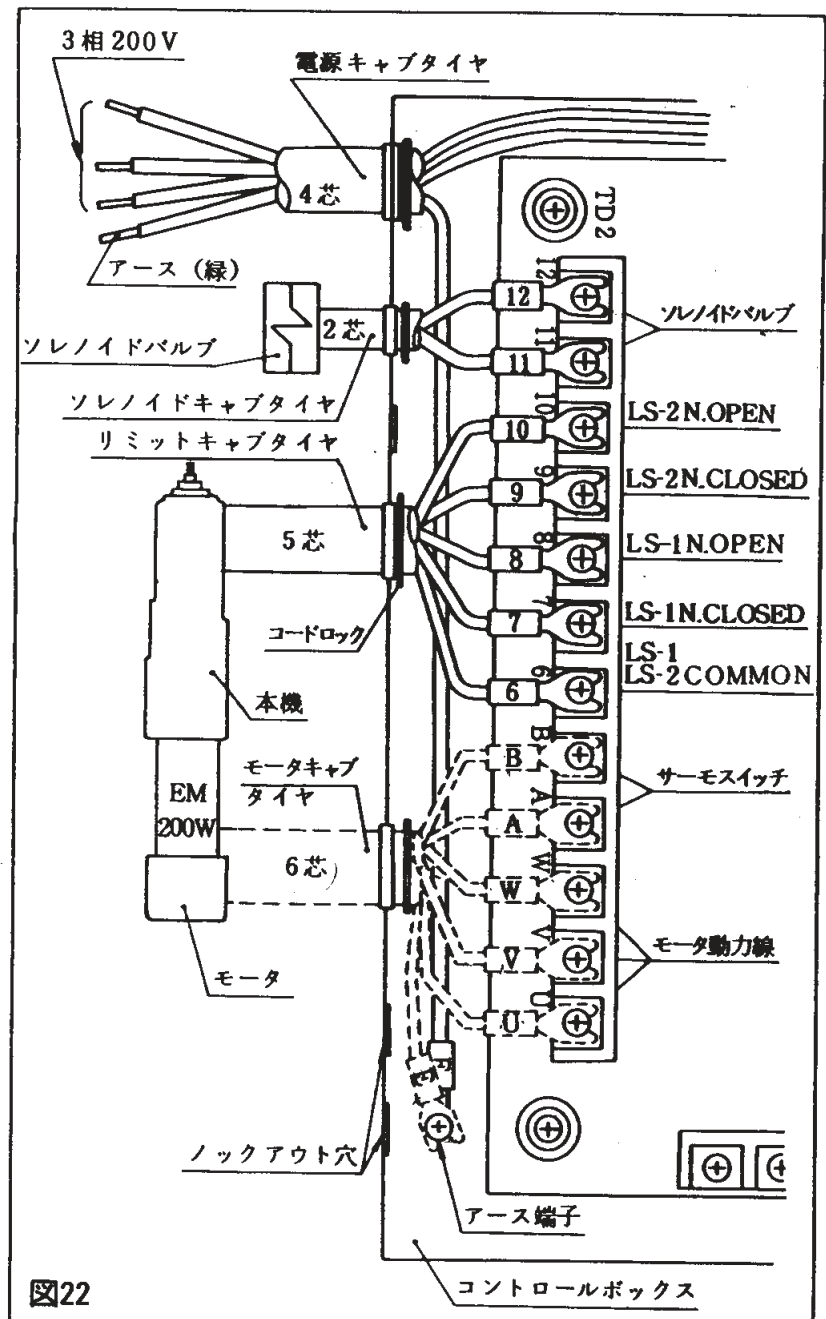 3相200V
電源キャブタイヤ
4芯
アース（緑）
TD2
ソレノイドバルブ
2芯
12 12
11 11
ソレノイドバルブ
ソレノイドキャブタイヤ
リミットキャブタイヤ
10 10
LS-2N.OPEN
9 9
LS-2N.CLOSED
5芯
8 8
LS-1N.OPEN
7 7
LS-1N.CLOSED
コードロック
6 6
LS-1
LS-2COMMON
本機
モータキャブ
タイヤ
B B
サーモスイッチ
EM
200W
A A
6芯
W W
V V
モータ動力線
モータ
U U
E
ノックアウト穴
アース端子
コントロールボックス
図22